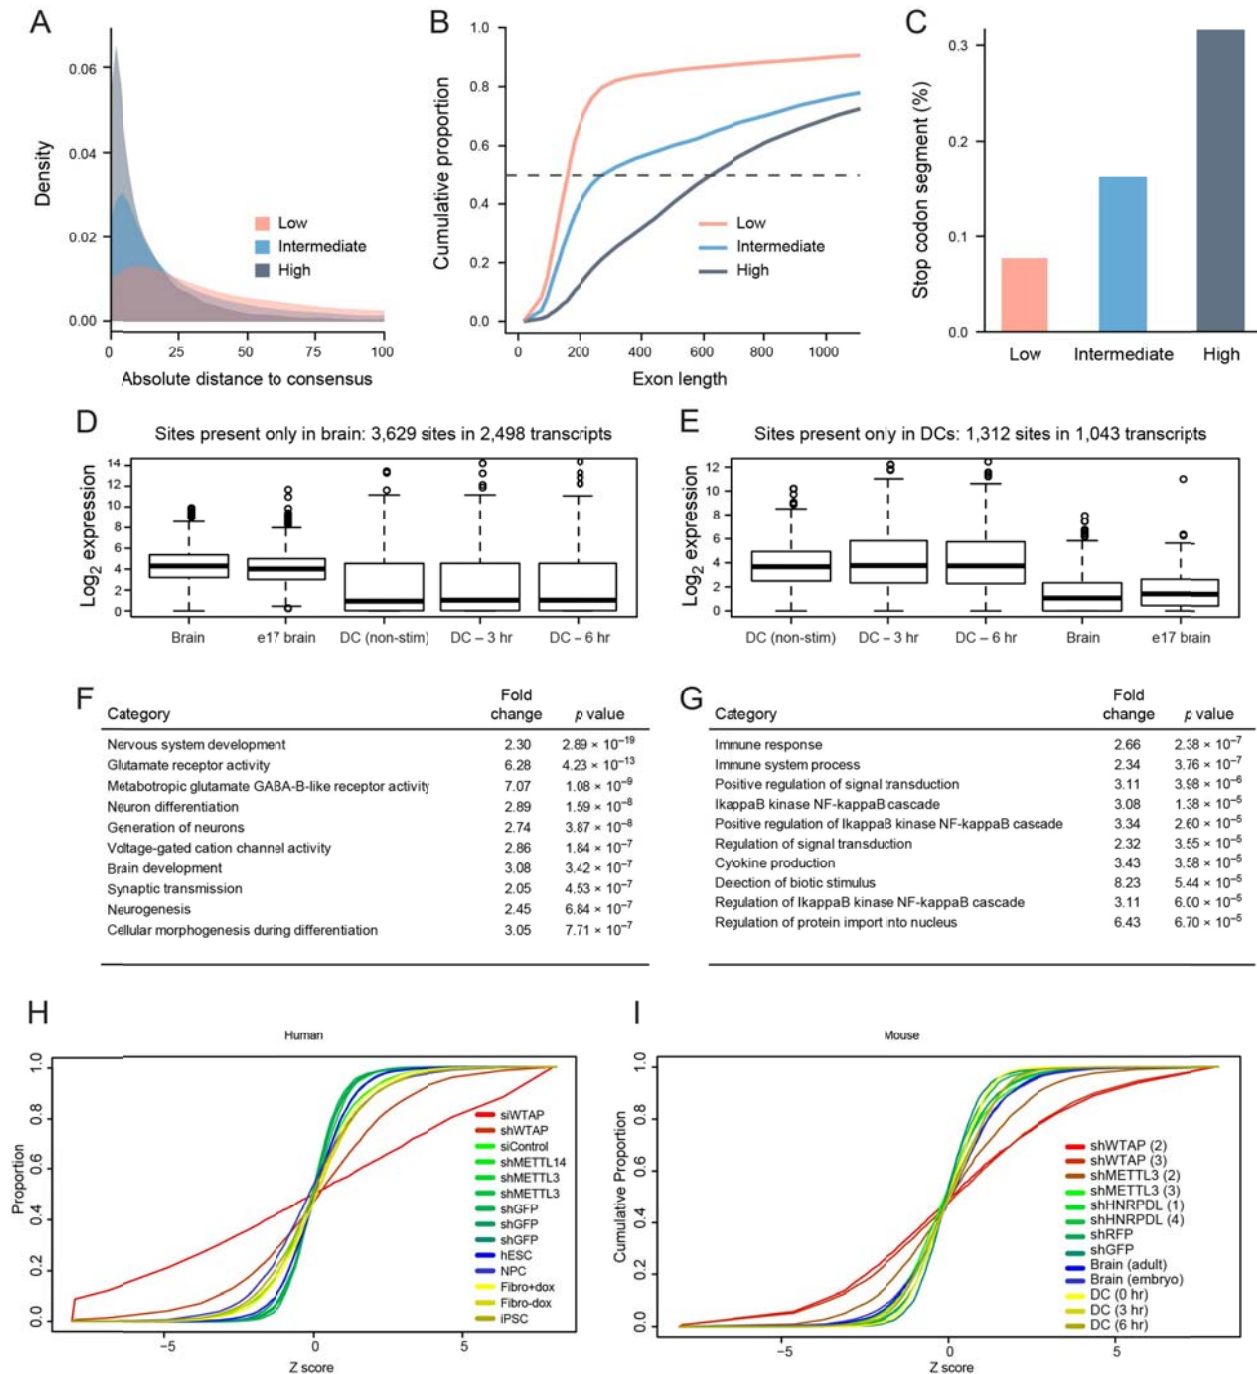 A
0.06
0.04
0.02
0.00
Density
0
25
50
75
100
Absolute distance to consensus
Low
Intermediate
High
B
1.0
0.8
0.6
0.4
0.2
0.0
Cumulative proportion
0
200
400
600
800
1000
Exon length
Low
Intermediate
High
C
0.3
0.2
0.1
0.0
Stop codon segment (%)
Low
Intermediate
High
D
Sites present only in brain: 3,629 sites in 2,498 transcripts
14
12
10
8
6
4
2
0
Log2 expression
Brain
e17 brain
DC (non-stim)
DC – 3 hr
DC – 6 hr
E
Sites present only in DCs: 1,312 sites in 1,043 transcripts
12
10
8
6
4
2
0
Log2 expression
DC (non-stim)
DC – 3 hr
DC – 6 hr
Brain
e17 brain
F
Category Fold change p value
Nervous system development 2.30 2.89 × 10⁻¹⁹
Glutamate receptor activity 6.28 4.23 × 10⁻¹³
Metabotropic glutamate GABA-B-like receptor activity 7.07 1.08 × 10⁻⁹
Neuron differentiation 2.89 1.59 × 10⁻⁸
Generation of neurons 2.74 3.87 × 10⁻⁸
Voltage-gated cation channel activity 2.86 1.84 × 10⁻⁷
Brain development 3.08 3.42 × 10⁻⁷
Synaptic transmission 2.05 4.53 × 10⁻⁷
Neurogenesis 2.45 6.84 × 10⁻⁷
Cellular morphogenesis during differentiation 3.05 7.71 × 10⁻⁷
G
Category Fold change p value
Immune response 2.66 2.38 × 10⁻⁷
Immune system process 2.34 3.76 × 10⁻⁷
Positive regulation of signal transduction 3.11 3.98 × 10⁻⁶
IkappaB kinase NF-kappaB cascade 3.08 1.38 × 10⁻⁵
Positive regulation of IkappaB kinase NF-kappaB cascade 3.34 2.60 × 10⁻⁵
Regulation of signal transduction 2.32 3.55 × 10⁻⁵
Cyokine production 3.43 3.58 × 10⁻⁵
Deection of biotic stimulus 8.23 5.44 × 10⁻⁵
Regulation of IkappaB kinase NF-kappaB cascade 3.11 6.00 × 10⁻⁵
Regulation of protein import into nucleus 6.43 6.70 × 10⁻⁵
H
Human
1.0
0.8
0.6
0.4
0.2
0.0
Proportion
-5
0
5
Z score
siWTAP
shWTAP
siControl
shMETTL14
shMETTL3
shMETTL3
shGFP
shGFP
shGFP
hESC
NPC
Fibro+dox
Fibro-dox
iPSC
I
Mouse
1.0
0.8
0.6
0.4
0.2
0.0
Cumulative Proportion
−5
0
5
Z score
shWTAP (2)
shWTAP (3)
shMETTL3 (2)
shMETTL3 (3)
shHNRPDL (1)
shHNRPDL (4)
shRFP
shGFP
Brain (adult)
Brain (embryo)
DC (0 hr)
DC (3 hr)
DC (6 hr)